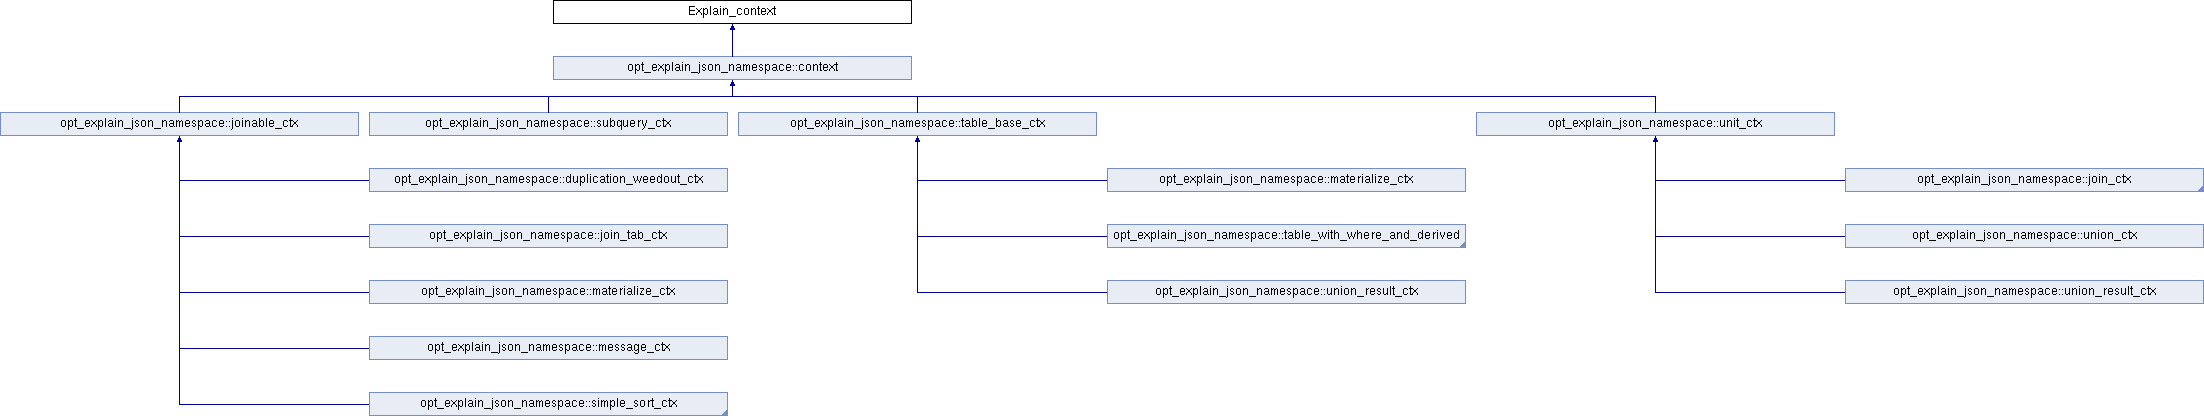 Explain_context
opt_explain_json_namespace::context
opt_explain_json_namespace::joinable_ctx
opt_explain_json_namespace::subquery_ctx
opt_explain_json_namespace::table_base_ctx
opt_explain_json_namespace::unit_ctx
opt_explain_json_namespace::duplication_weedout_ctx
opt_explain_json_namespace::materialize_ctx
opt_explain_json_namespace::join_ctx
opt_explain_json_namespace::join_tab_ctx
opt_explain_json_namespace::table_with_where_and_derived
opt_explain_json_namespace::union_ctx
opt_explain_json_namespace::materialize_ctx
opt_explain_json_namespace::union_result_ctx
opt_explain_json_namespace::union_result_ctx
opt_explain_json_namespace::message_ctx
opt_explain_json_namespace::simple_sort_ctx